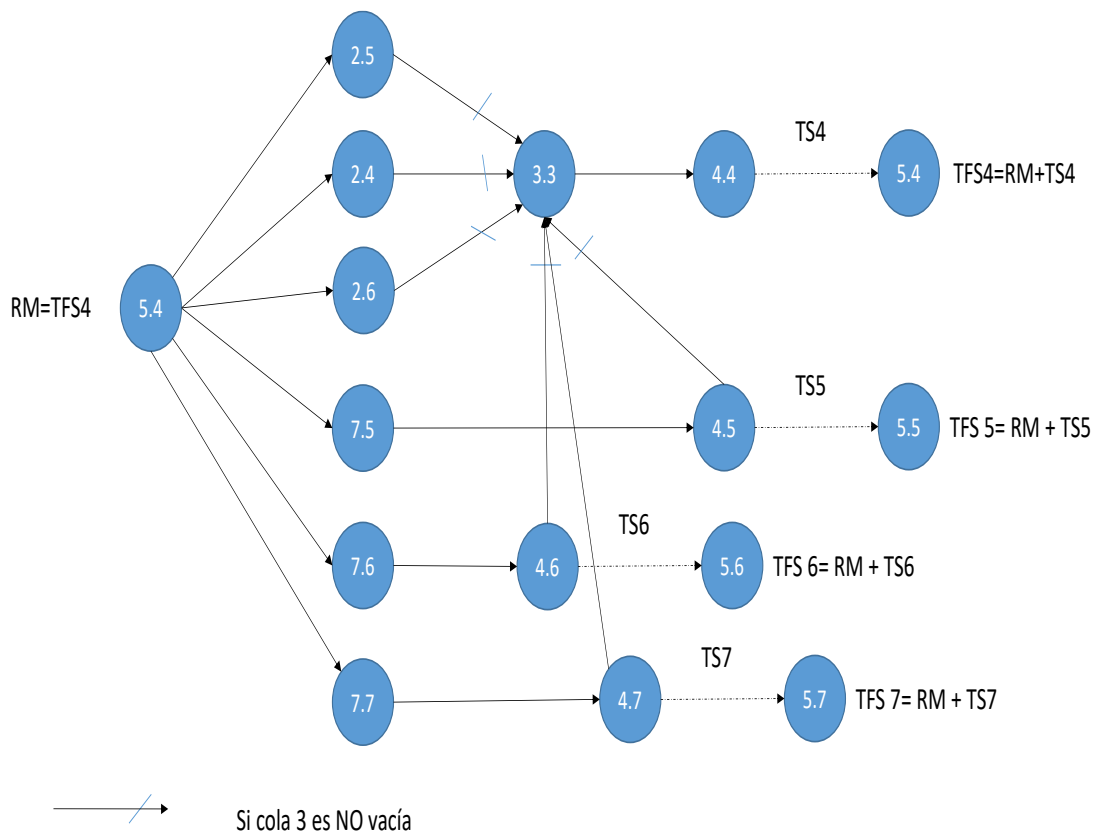 2.5
TS4
2.4
3.3
4.4
5.4
TFS4=RM+TS4
2.6
RM=TFS4
5.4
TS5
7.5
4.5
5.5
TFS 5= RM + TS5
TS6
7.6
4.6
5.6
TFS 6= RM + TS6
TS7
7.7
4.7
5.7
TFS 7= RM + TS7
Si cola 3 es NO vacía